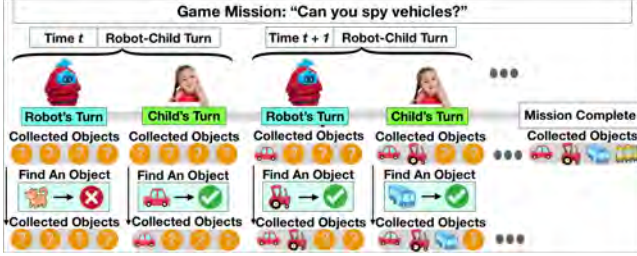 Game Mission: “Can you spy vehicles?”
Time t Robot-Child Turn
Time t + 1 Robot-Child Turn
Robot's Turn Child's Turn Robot's Turn Child's Turn Mission Complete
Collected Objects Collected Objects Collected Objects Collected Objects Collected Objects
? ? ? ? ? ? ? ? ? ? ? ? ?
Find An Object Find An Object Find An Object Find An Object
Collected Objects Collected Objects Collected Objects Collected Objects
? ? ? ? ? ? ? ? ? ?